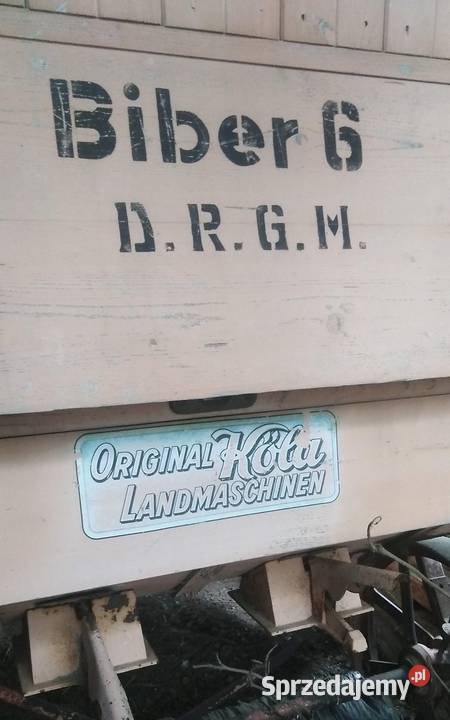 Biber 6
D.R.G.M.
ORIGINAL Köla
LANDMASCHINEN
Sprzedajemy.pl